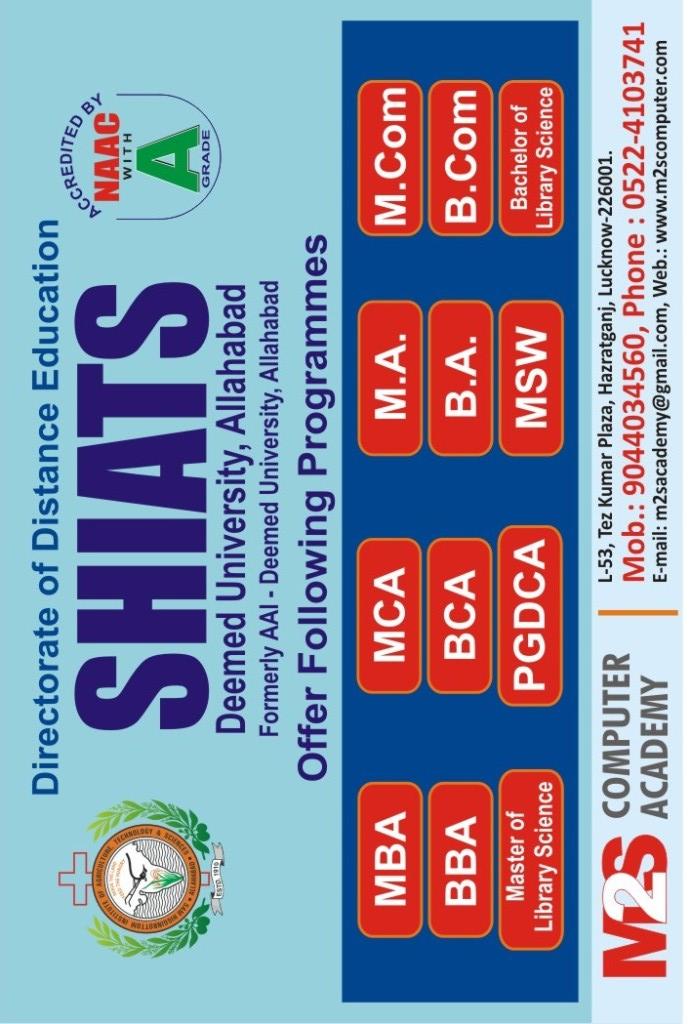 Directorate of Distance Education
SHIATS
Deemed University, Allahabad
Formerly AAI - Deemed University, Allahabad
Offer Following Programmes
ACCREDITED BY
NAAC
WITH
A
GRADE
SAM HIGGINBOTTOM INSTITUTE OF AGRICULTURE, TECHNOLOGY & SCIENCES • ALLAHABAD •
ESTD. 1910
MBA MCA M.A. M.Com
BBA BCA B.A. B.Com
Master of
Library Science
PGDCA MSW
Bachelor of
Library Science
M2S
COMPUTER
ACADEMY
L-53, Tez Kumar Plaza, Hazratganj, Lucknow-226001.
Mob.: 9044034560, Phone : 0522-4103741
E-mail: m2sacademy@gmail.com, Web.: www.m2scomputer.com